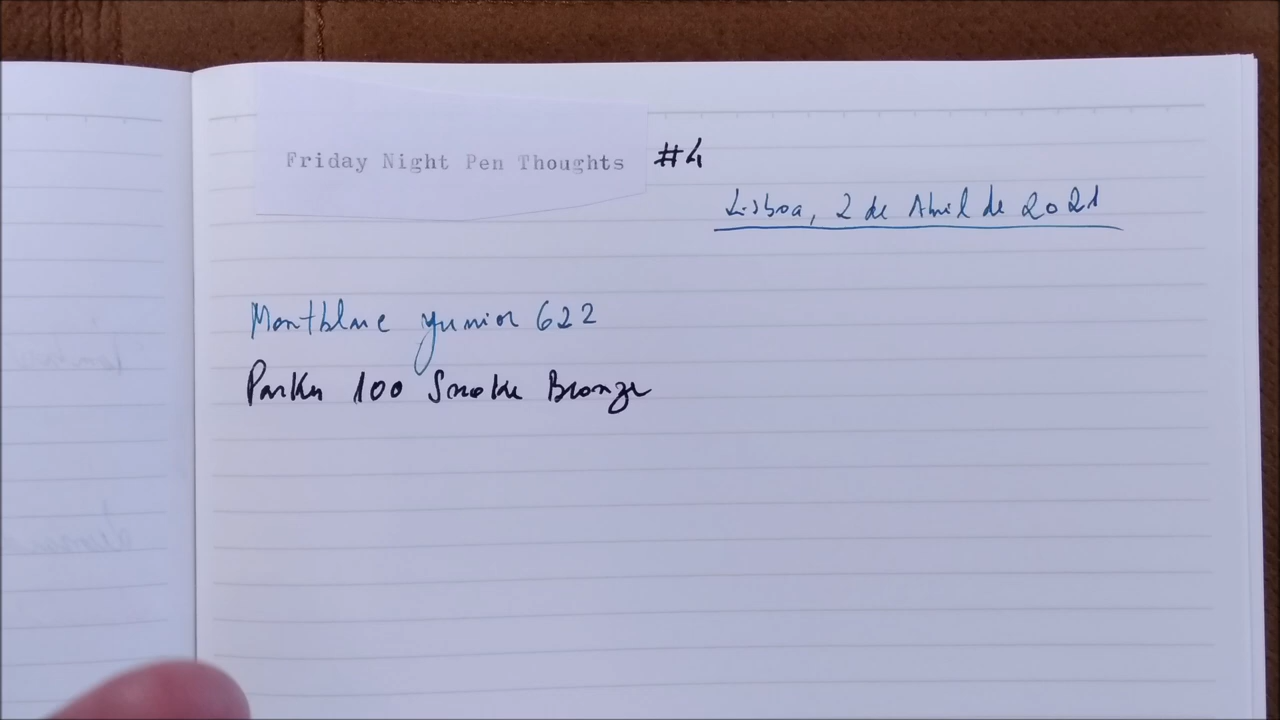 Friday Night Pen Thoughts #4
Lisboa, 2 de Abril de 2021
Montblanc Junior 622
Parker 100 Smoke Bronze